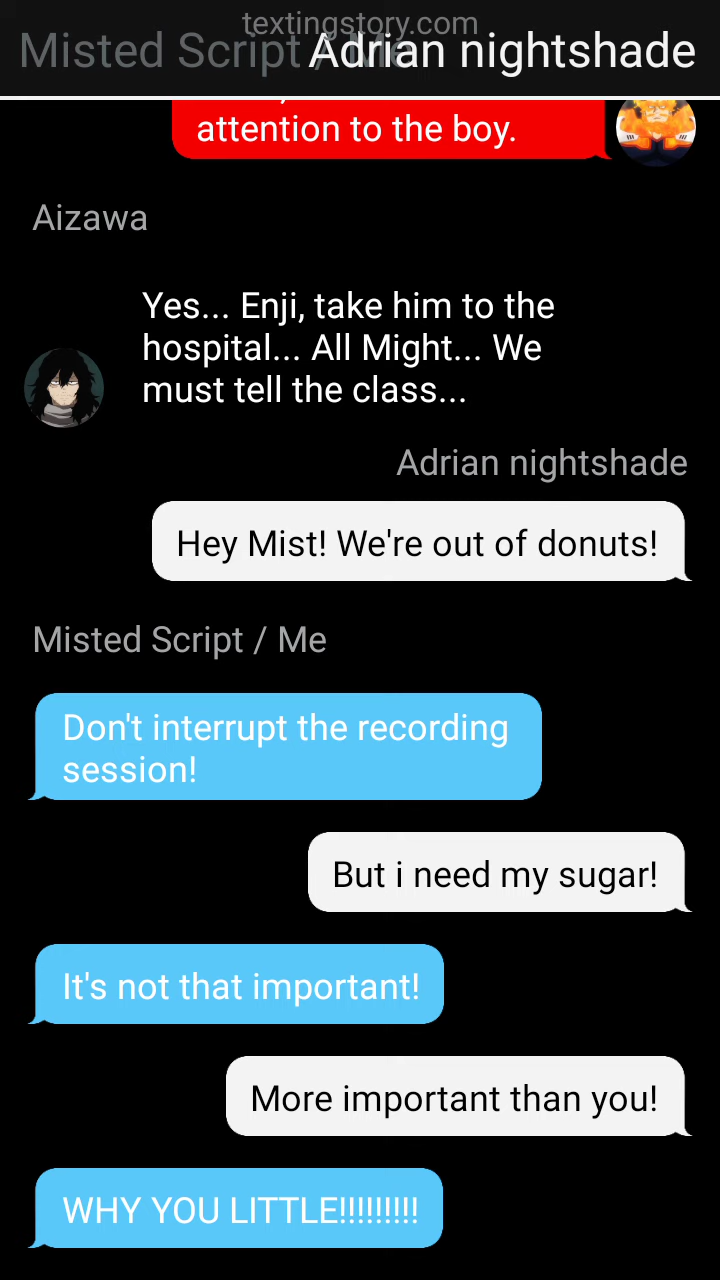 textingstory.com
Misted Script / Me
Adrian nightshade
attention to the boy.
Aizawa
Yes... Enji, take him to the
hospital... All Might... We
must tell the class...
Adrian nightshade
Hey Mist! We're out of donuts!
Misted Script / Me
Don't interrupt the recording
session!
But i need my sugar!
It's not that important!
More important than you!
WHY YOU LITTLE!!!!!!!!!